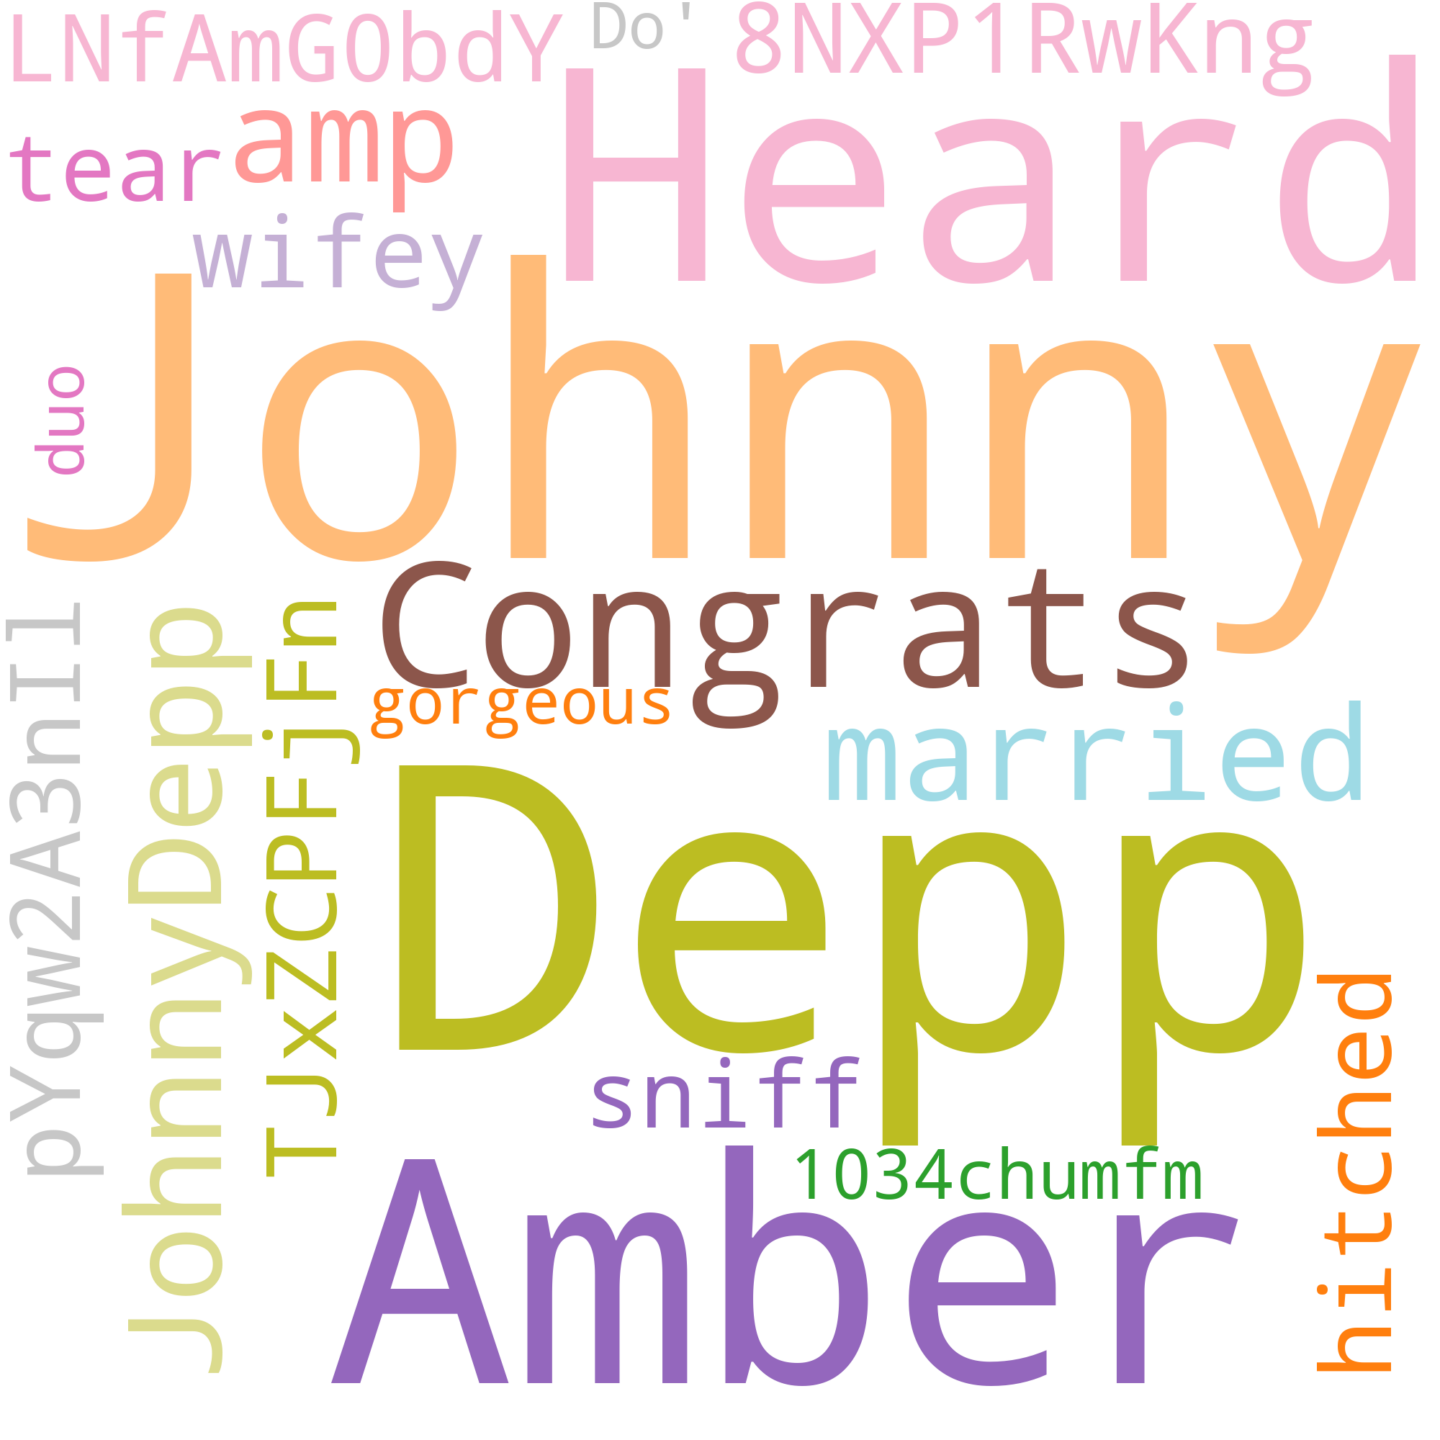 LNfAmG0bdY
Do'
8NXP1RwKng
Heard
amp
tear
wifey
Johnny
duo
Congrats
gorgeous
married
pYqw2A3nIl
JohnnyDepp
TJxZCPFjFn
Depp
sniff
hitched
1034chumfm
Amber